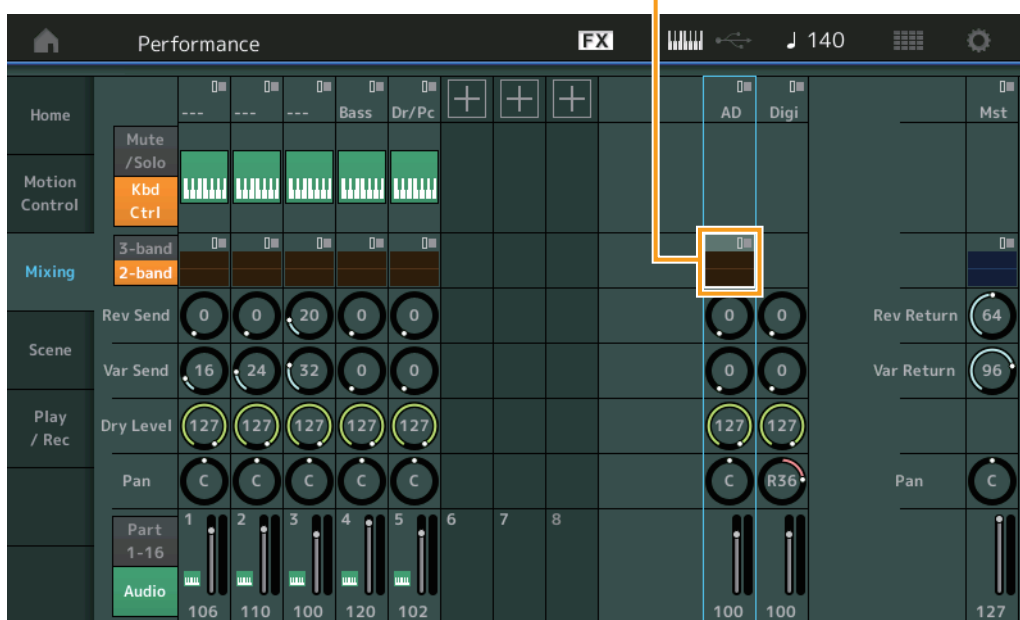 Performance FX 140
--- --- --- Bass Dr/Pc AD Digi Mst
Home
Mute
/Solo
Kbd
Ctrl
Motion
Control
3-band
2-band
Mixing
Rev Send 0 0 20 0 0 0 0 Rev Return 64
Scene
Var Send 16 24 32 0 0 0 0 Var Return 96
Play
/ Rec
Dry Level 127 127 127 127 127 127 127
Pan C C C C C C R36 Pan C
1 2 3 4 5 6 7 8
Part
1-16
Audio
106 110 100 120 102 100 100 127